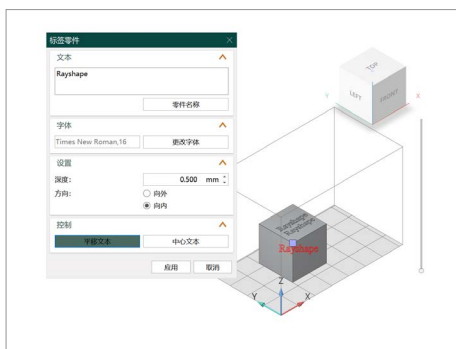 标签零件
文本
Rayshape
零件名称
字体
Times New Roman,16
更改字体
设置
深度:
0.500 mm
方向:
向外
向内
控制
平移文本
中心文本
应用
取消
TOP
LEFT
FRONT
Y
X
Rayshape
Rayshape
Rayshape
Z
Y
X